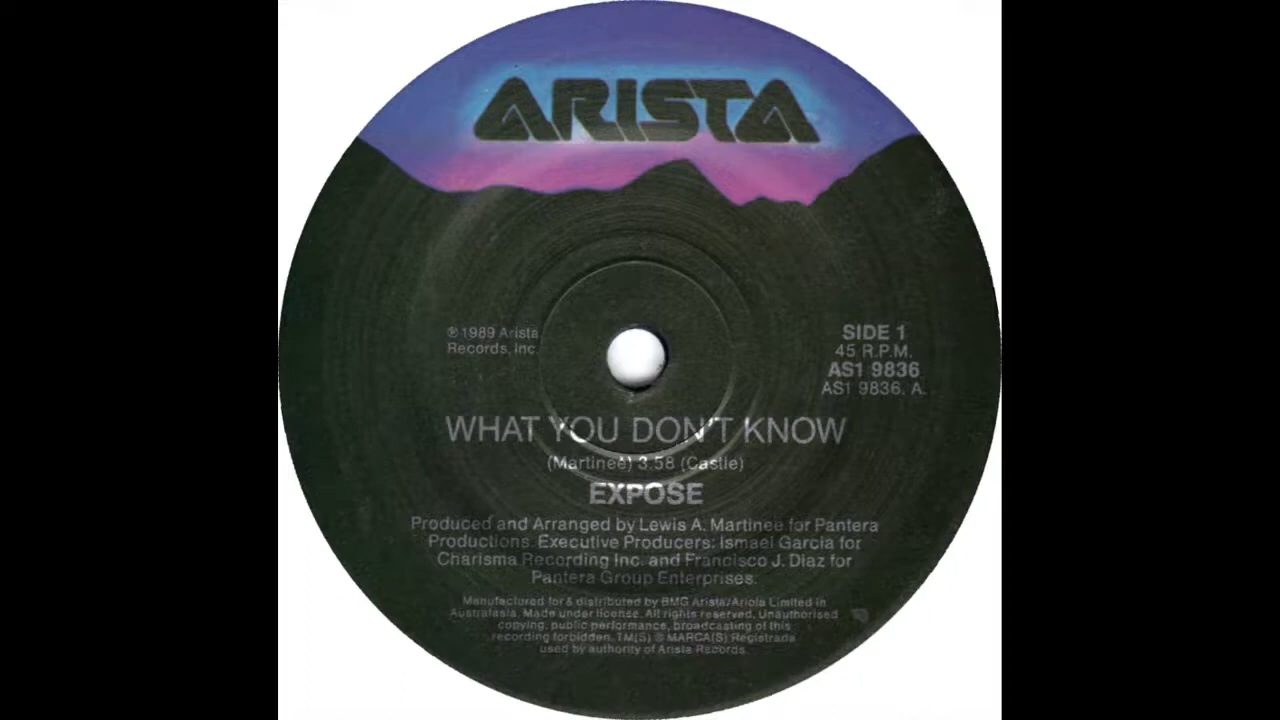 ARISTA
℗ 1989 Arista
Records, Inc.
SIDE 1
45 R.P.M.
AS1 9836
AS1 9836. A.
WHAT YOU DON'T KNOW
(Martineé) 3.58 (Castle)
EXPOSE
Produced and Arranged by Lewis A. Martineé for Pantera
Productions. Executive Producers: Ismael Garcia for
Charisma Recording Inc. and Francisco J. Diaz for
Pantera Group Enterprises.
Manufactured for & distributed by BMG Arista/Ariola Limited in
Australasia. Made under license. All rights reserved. Unauthorised
copying, public performance, broadcasting of this
recording forbidden. TM(S) ® MARCA(S) Registrada
used by authority of Arista Records.